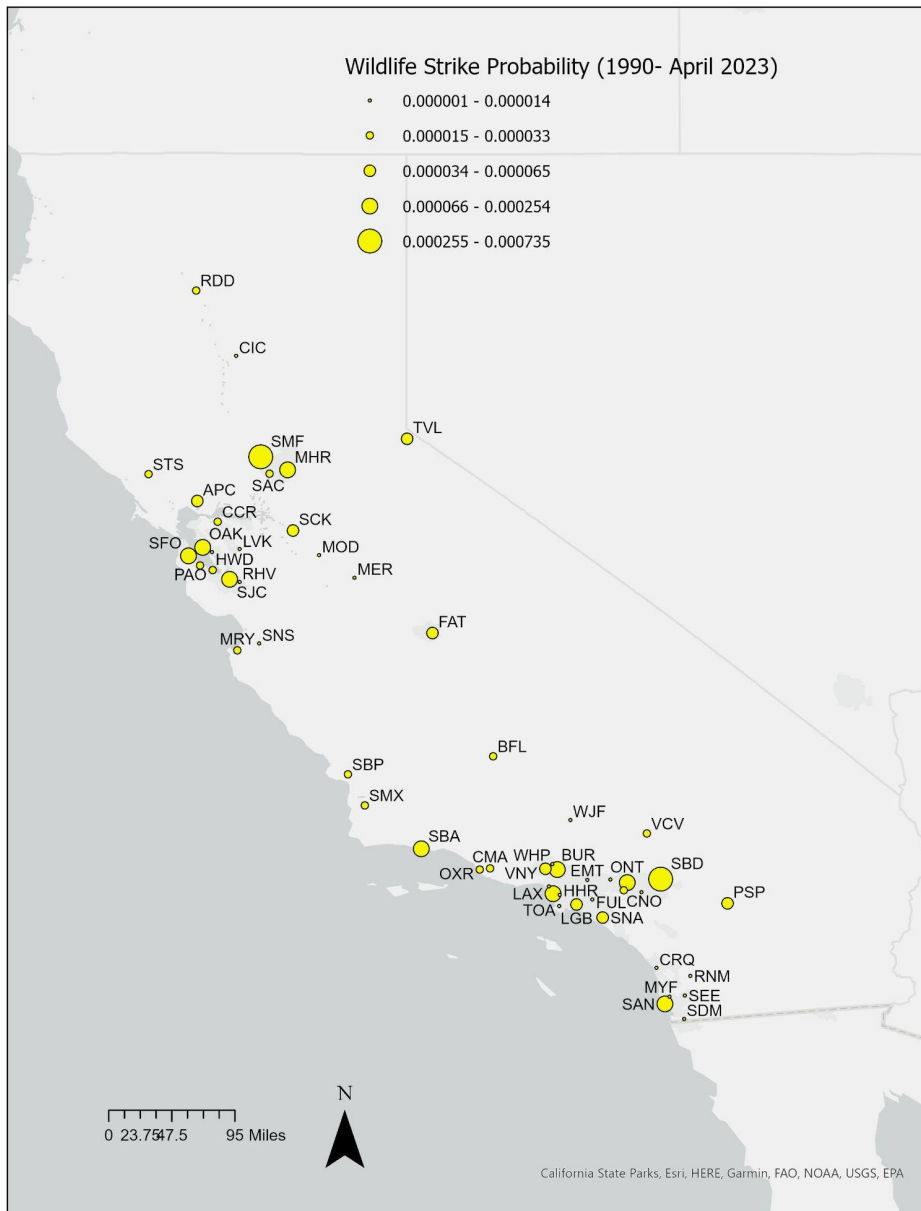 Wildlife Strike Probability (1990- April 2023)
0.000001 - 0.000014
0.000015 - 0.000033
0.000034 - 0.000065
0.000066 - 0.000254
0.000255 - 0.000735
RDD
CIC
TVL
SMF
MHR
STS
SAC
APC
CCR
SCK
OAK
LVK
SFO
MOD
HWD
PAO
RHV
MER
SJC
FAT
MRY
SNS
BFL
SBP
SMX
WJF
VCV
SBA
CMA
WHP
BUR
OXR
VNY
EMT
ONT
SBD
LAX
HHR
PSP
TOA
FUL
CNO
LGB
SNA
CRQ
RNM
MYF
SEE
SAN
SDM
N
0 23.75 47.5 95 Miles
California State Parks, Esri, HERE, Garmin, FAO, NOAA, USGS, EPA